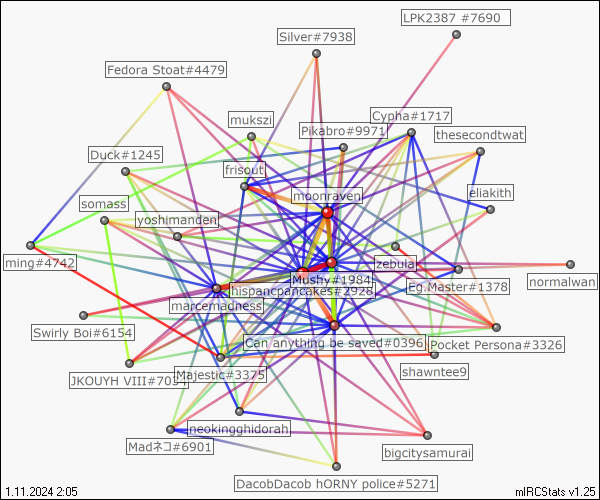 LPK2387 #7690
Silver#7938
Fedora Stoat#4479
mukszi
Cypha#1717
Pikabro#9971
thesecondtwat
Duck#1245
frisout
moonraven
eliakith
somass
yoshimanden
ming#4742
zebula
Mushy#1984
Eg.Master#1378
normalwan
hispancpancakes#2928
marcemadness
Swirly Boi#6154
Can anything be saved#0396
Pocket Persona#3326
JKOUYH VIII#7034
Majestic#3375
shawntee9
neokingghidorah
Madネコ#6901
bigcitysamurai
DacobDacob hORNY police#5271
1.11.2024 2:05
mIRCStats v1.25